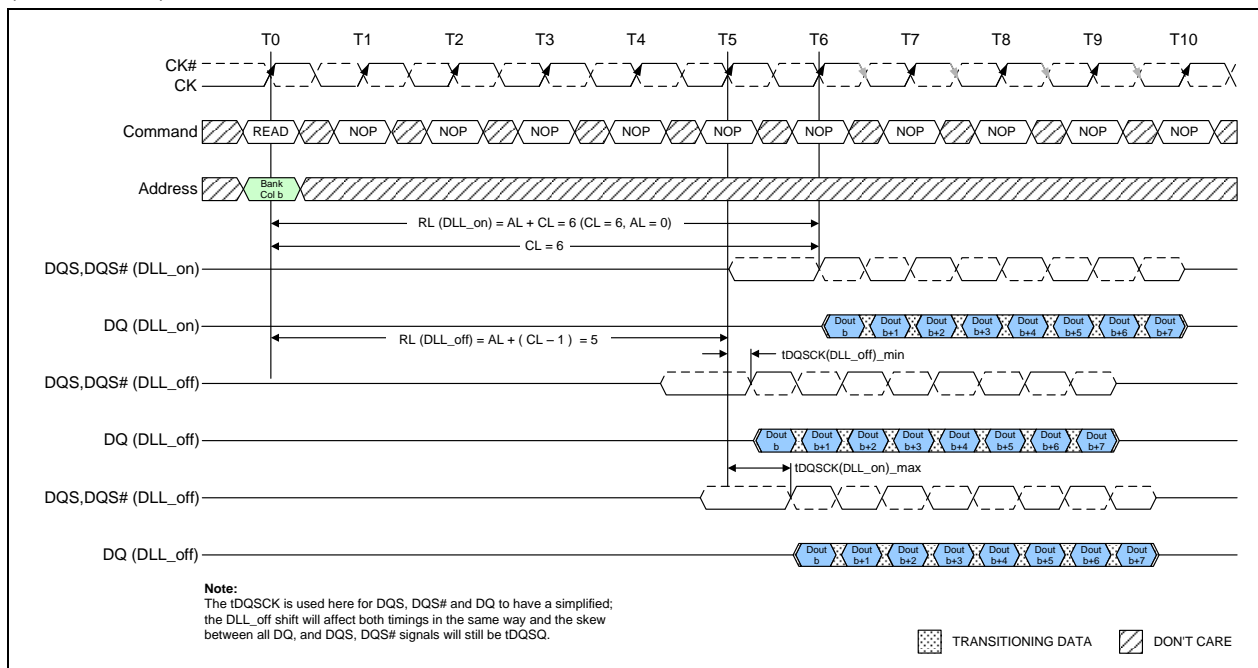 T0 T1 T2 T3 T4 T5 T6 T7 T8 T9 T10
CK#
CK
Command READ NOP NOP NOP NOP NOP NOP NOP NOP NOP NOP
Address Bank Col b
RL (DLL_on) = AL + CL = 6 (CL = 6, AL = 0)
CL = 6
DQS,DQS# (DLL_on)
DQ (DLL_on) Dout b Dout b+1 Dout b+2 Dout b+3 Dout b+4 Dout b+5 Dout b+6 Dout b+7
RL (DLL_off) = AL + ( CL – 1 ) = 5
tDQSCK(DLL_off)_min
DQS,DQS# (DLL_off)
DQ (DLL_off) Dout b Dout b+1 Dout b+2 Dout b+3 Dout b+4 Dout b+5 Dout b+6 Dout b+7
tDQSCK(DLL_on)_max
DQS,DQS# (DLL_off)
DQ (DLL_off) Dout b Dout b+1 Dout b+2 Dout b+3 Dout b+4 Dout b+5 Dout b+6 Dout b+7
Note:
The tDQSCK is used here for DQS, DQS# and DQ to have a simplified;
the DLL_off shift will affect both timings in the same way and the skew
between all DQ, and DQS, DQS# signals will still be tDQSQ.
TRANSITIONING DATA DON'T CARE